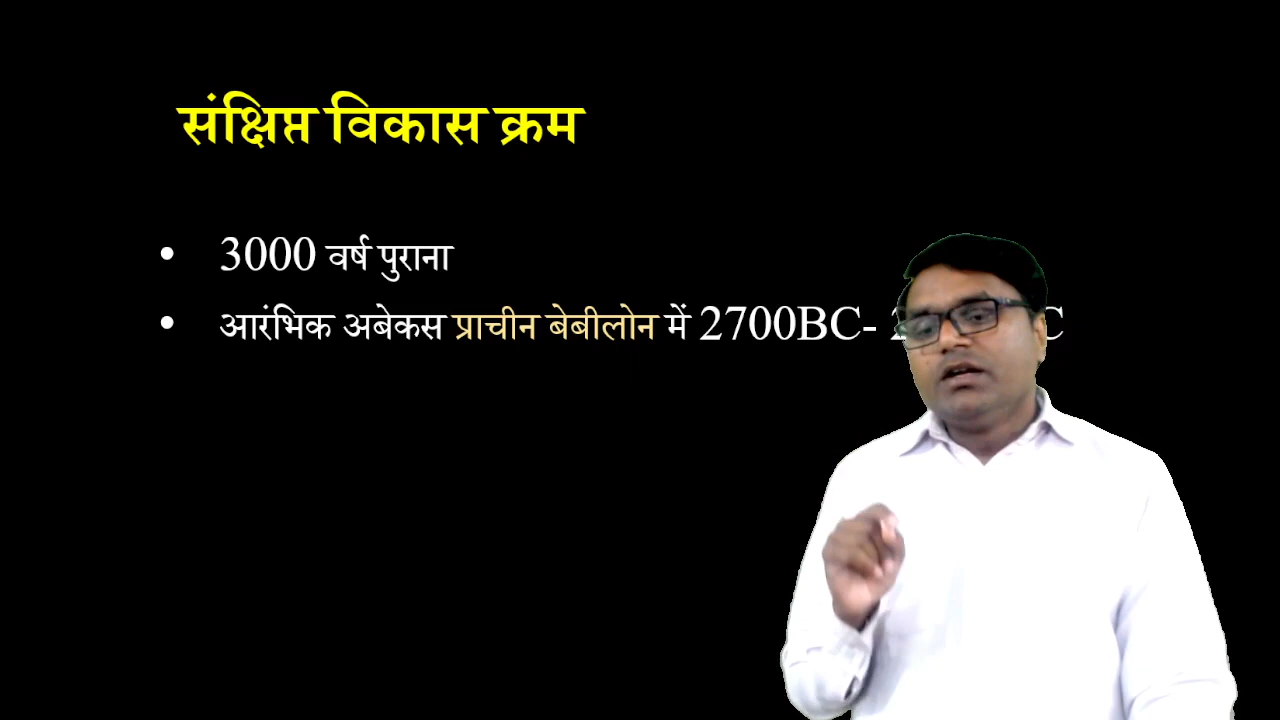 संक्षिप्त विकास क्रम
• 3000 वर्ष पुराना
• आरंभिक अबेकस प्राचीन बेबीलोन में 2700BC-